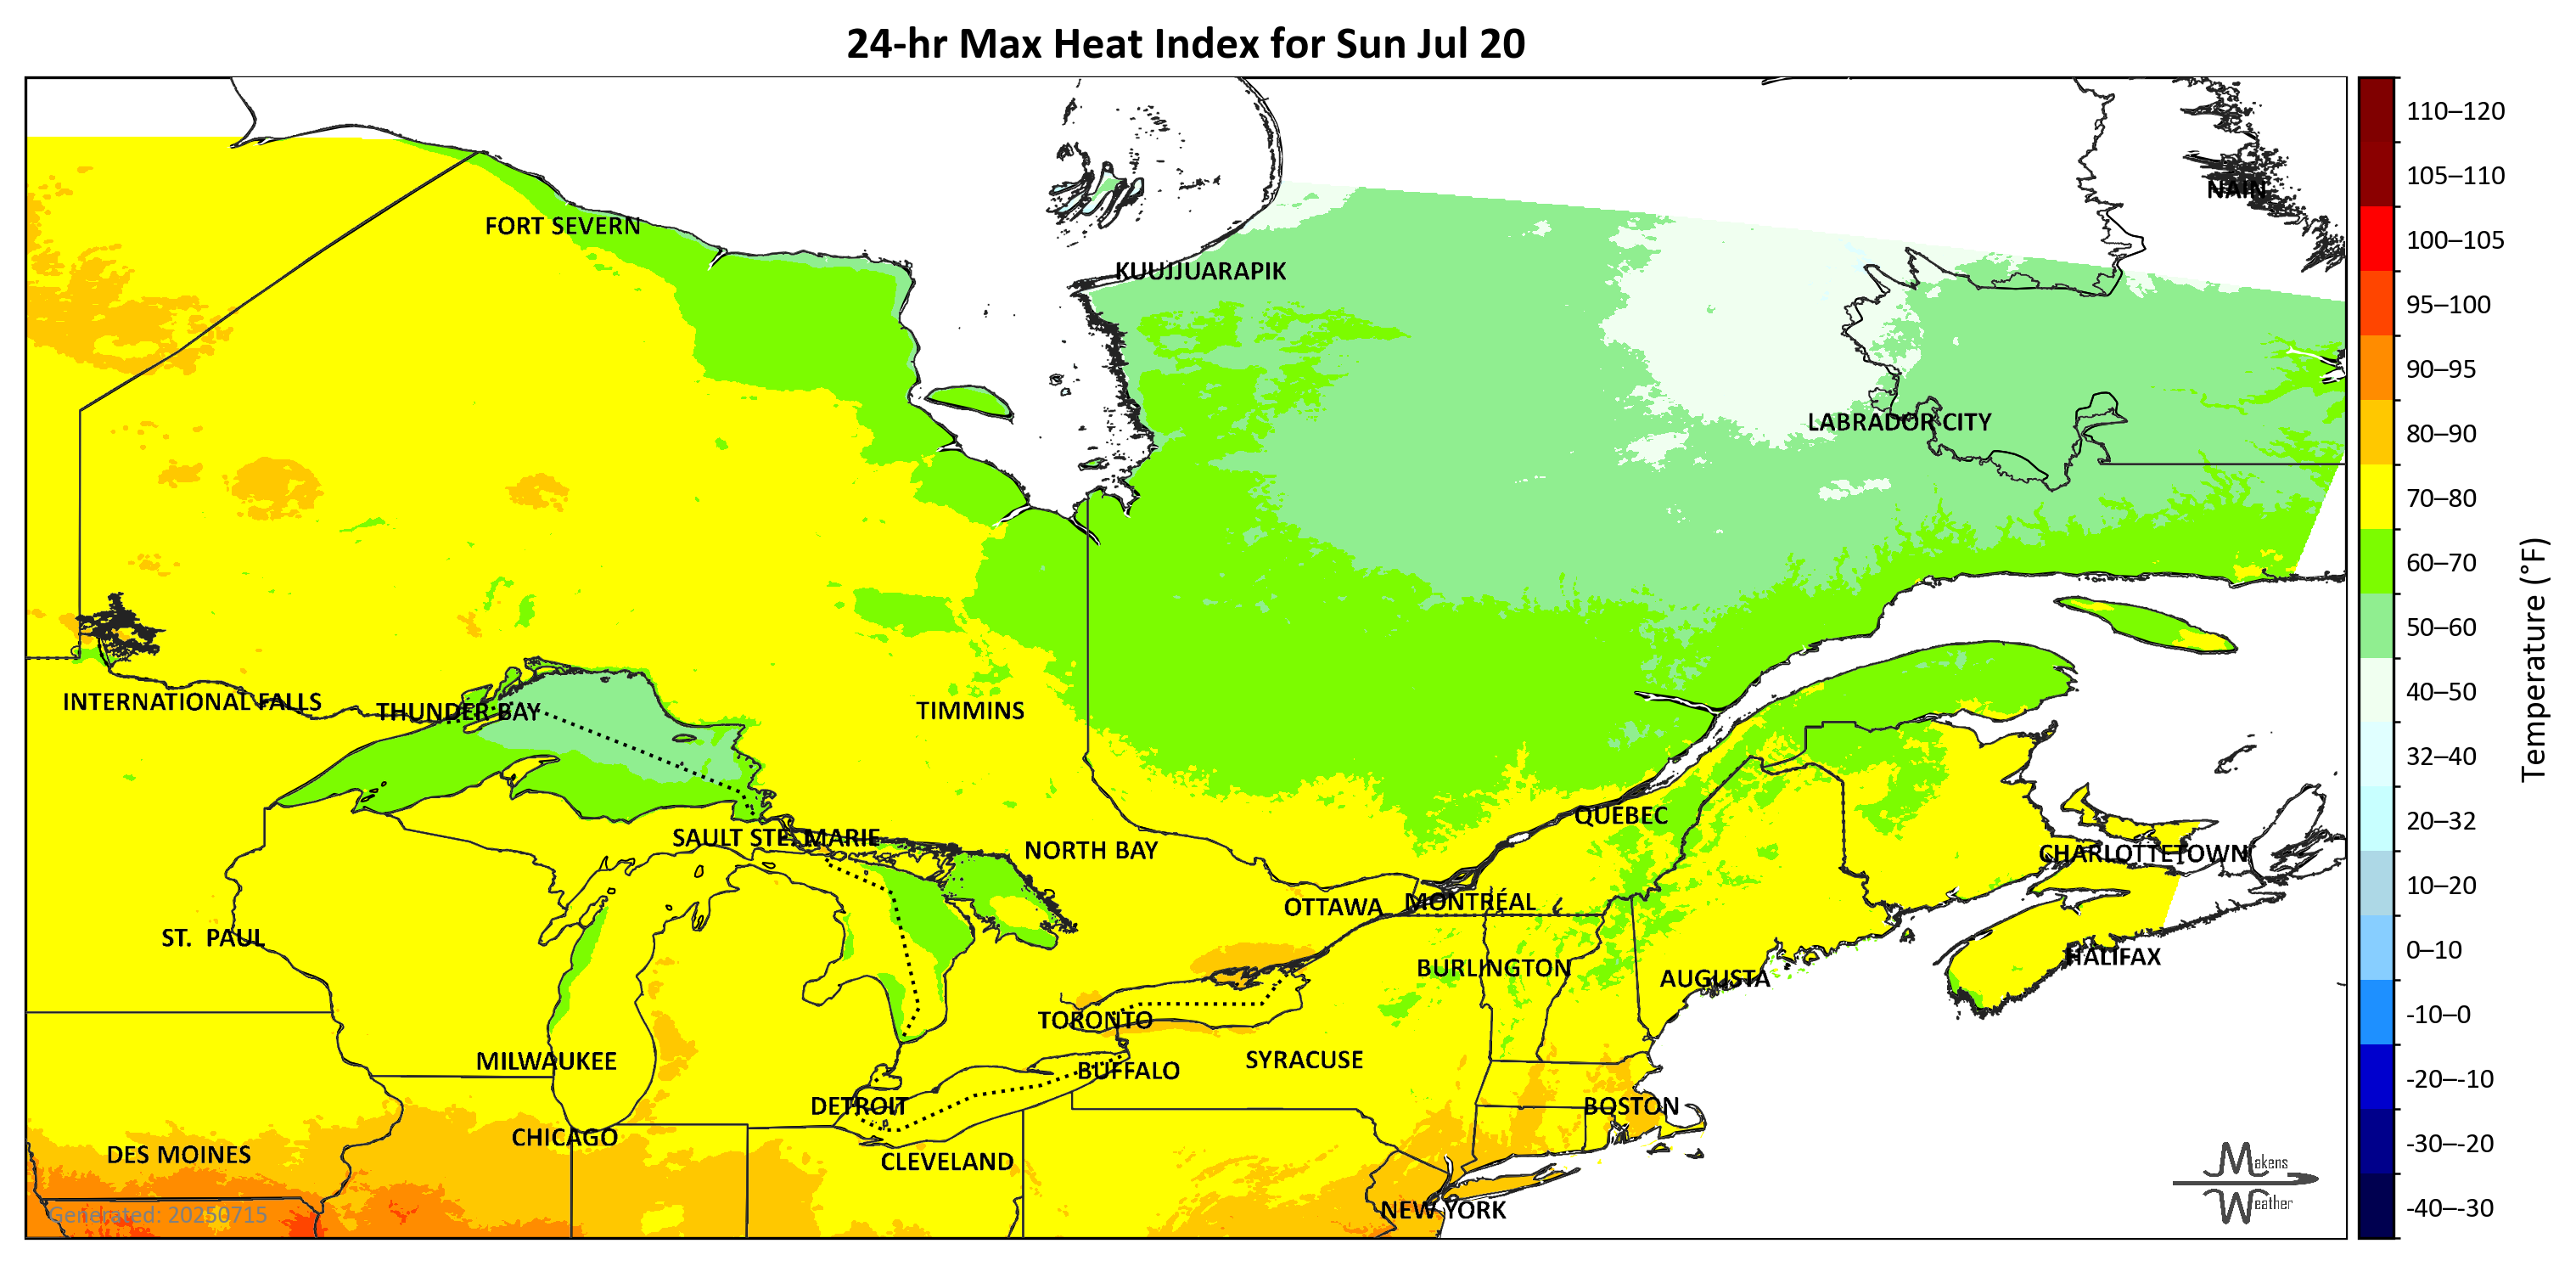 24-hr Max Heat Index for Sun Jul 20
NAIN
FORT SEVERN
KUUJJUARAPIK
LABRADOR CITY
INTERNATIONAL FALLS
THUNDER BAY
TIMMINS
QUEBEC
SAULT STE. MARIE
NORTH BAY
CHARLOTTETOWN
OTTAWA
MONTRÉAL
ST. PAUL
BURLINGTON
AUGUSTA
HALIFAX
TORONTO
MILWAUKEE
BUFFALO
SYRACUSE
DETROIT
BOSTON
CHICAGO
DES MOINES
CLEVELAND
NEW YORK
Generated: 20250715
Makens
Weather
110–120
105–110
100–105
95–100
90–95
80–90
70–80
60–70
50–60
40–50
32–40
20–32
10–20
0–10
-10–0
-20–-10
-30–-20
-40–-30
Temperature (°F)